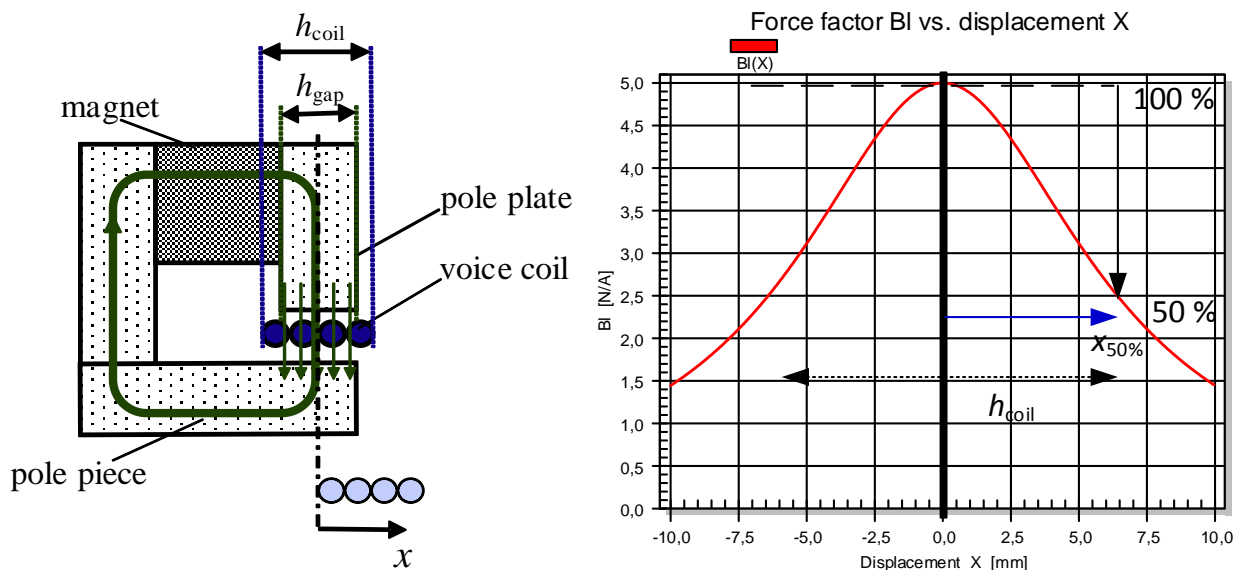 h_coil
h_gap
magnet
pole plate
voice coil
pole piece
x
Force factor Bl vs. displacement X
Bl(X)
5,0
4,5
4,0
3,5
3,0
2,5
2,0
1,5
1,0
0,5
0,0
Bl [N/A]
100 %
50 %
x_50%
h_coil
-10,0 -7,5 -5,0 -2,5 0,0 2,5 5,0 7,5 10,0
Displacement X [mm]